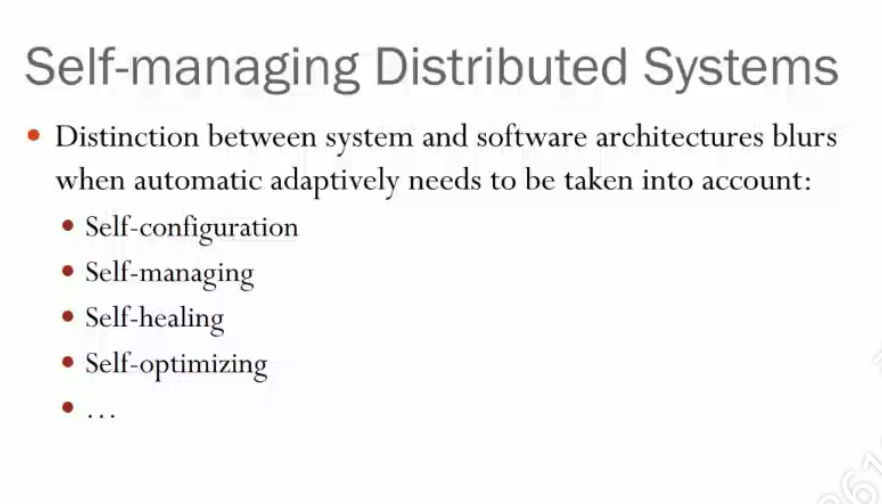 Self-managing Distributed Systems
• Distinction between system and software architectures blurs
when automatic adaptively needs to be taken into account:
• Self-configuration
• Self-managing
• Self-healing
• Self-optimizing
• …